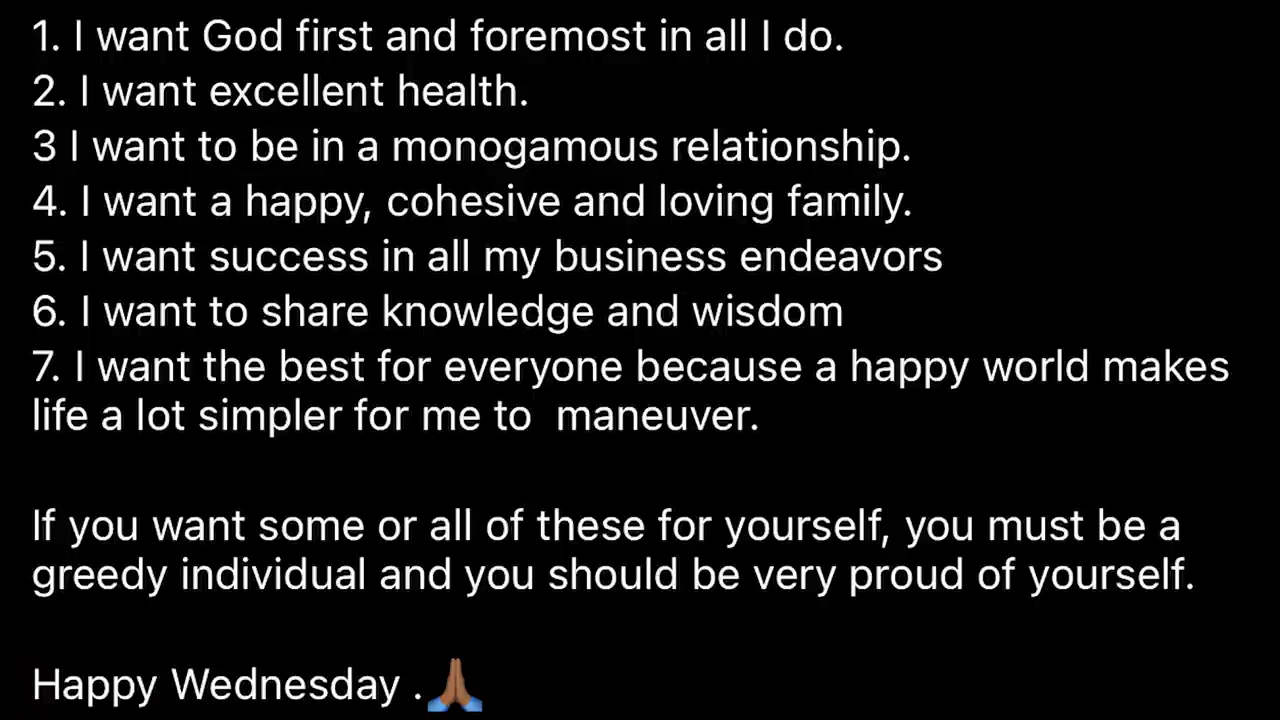 1. I want God first and foremost in all I do.
2. I want excellent health.
3 I want to be in a monogamous relationship.
4. I want a happy, cohesive and loving family.
5. I want success in all my business endeavors
6. I want to share knowledge and wisdom
7. I want the best for everyone because a happy world makes
life a lot simpler for me to  maneuver.
If you want some or all of these for yourself, you must be a
greedy individual and you should be very proud of yourself.
Happy Wednesday .🙏🏾